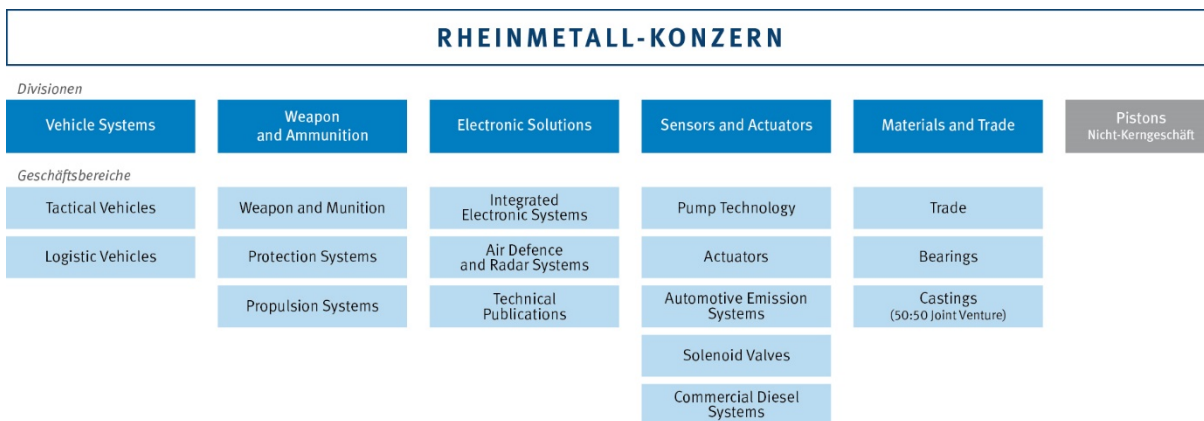 RHEINMETALL-KONZERN
Divisionen
Vehicle Systems
Weapon
and Ammunition
Electronic Solutions
Sensors and Actuators
Materials and Trade
Pistons
Nicht-Kerngeschäft
Geschäftsbereiche
Tactical Vehicles
Weapon and Munition
Integrated
Electronic Systems
Pump Technology
Trade
Logistic Vehicles
Protection Systems
Air Defence
and Radar Systems
Actuators
Bearings
Propulsion Systems
Technical
Publications
Automotive Emission
Systems
Castings
(50:50 Joint Venture)
Solenoid Valves
Commercial Diesel
Systems